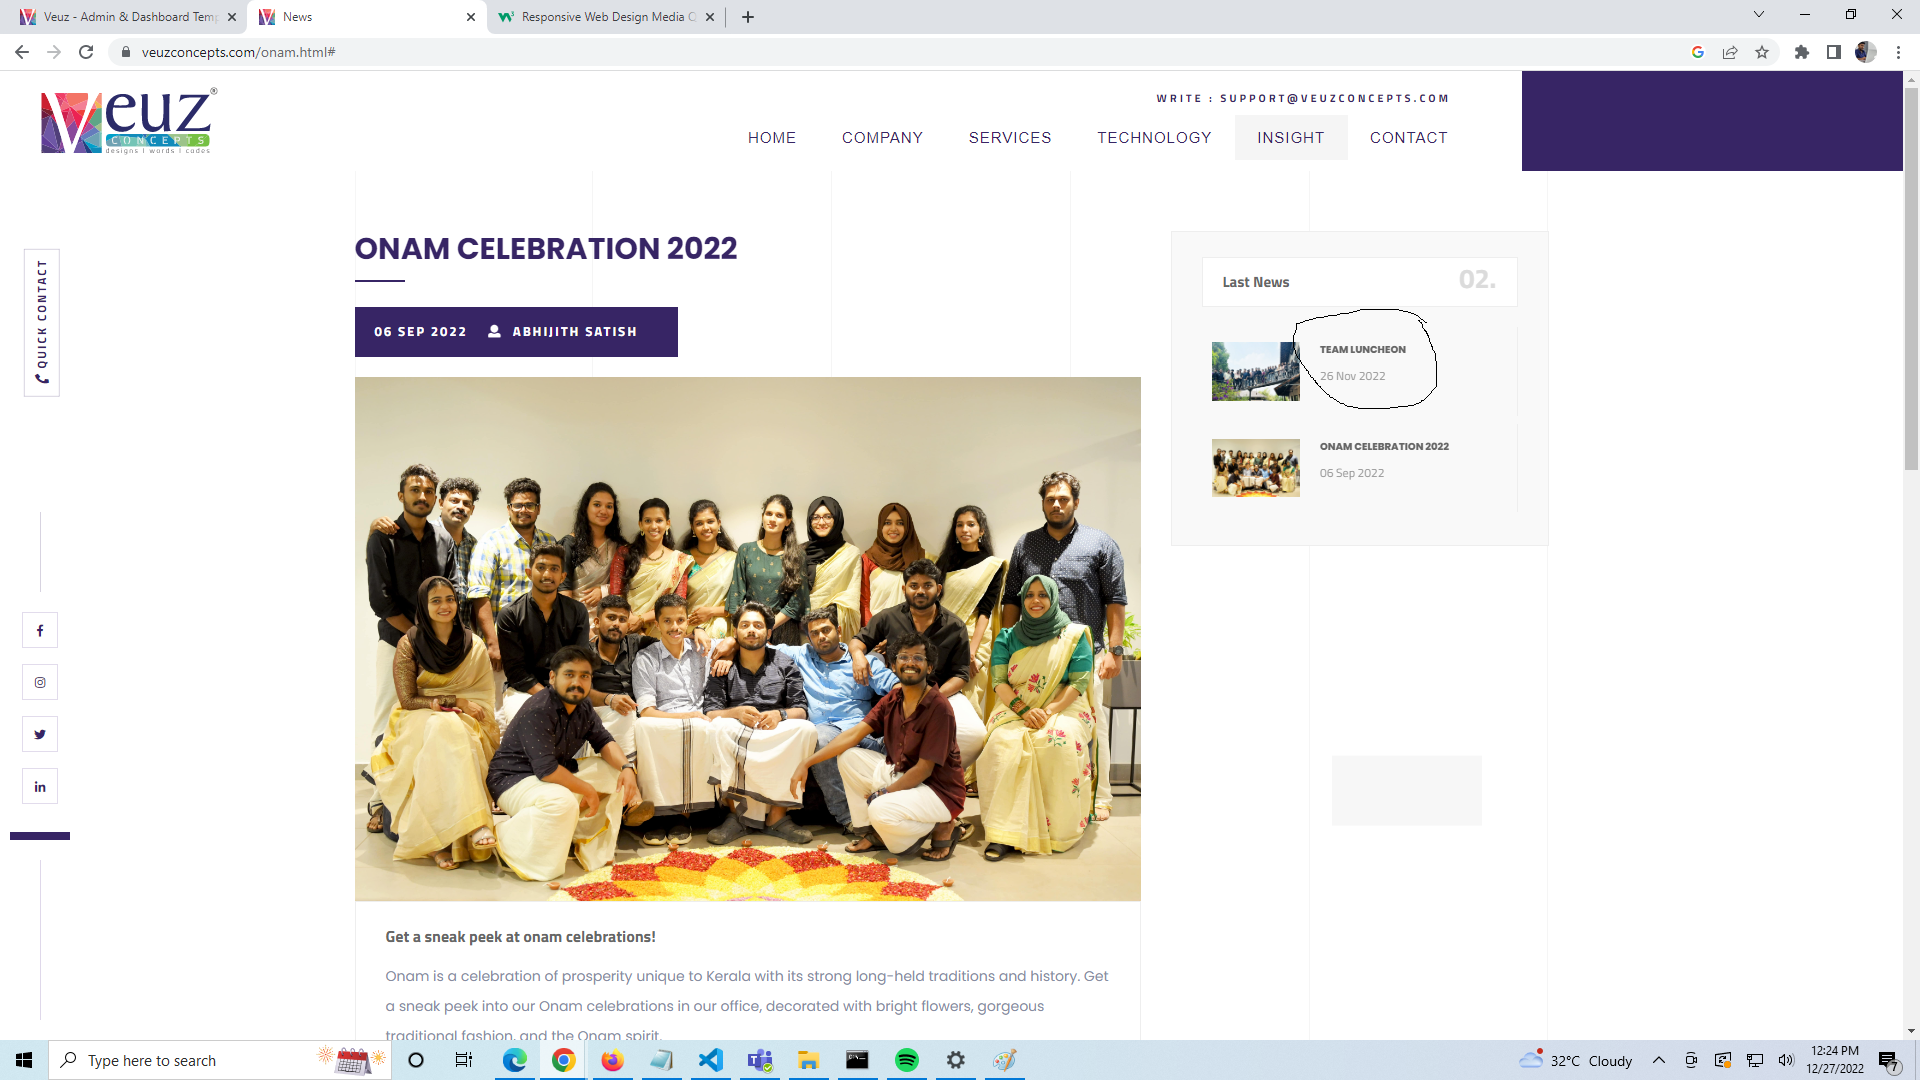 Veuz - Admin & Dashboard Temp
News
Responsive Web Design Media Q
veuzconcepts.com/onam.html#
Veuz®
CONCEPTS
designs | words | codes
WRITE : SUPPORT@VEUZCONCEPTS.COM
HOME COMPANY SERVICES TECHNOLOGY INSIGHT CONTACT
QUICK CONTACT
ONAM CELEBRATION 2022
06 SEP 2022 ABHIJITH SATISH
Last News 02.
TEAM LUNCHEON
26 Nov 2022
ONAM CELEBRATION 2022
06 Sep 2022
Get a sneak peek at onam celebrations!
Onam is a celebration of prosperity unique to Kerala with its strong long-held traditions and history. Get
a sneak peek into our Onam celebrations in our office, decorated with bright flowers, gorgeous
traditional fashion, and the Onam spirit.
Type here to search
32°C Cloudy
12:24 PM
12/27/2022
7